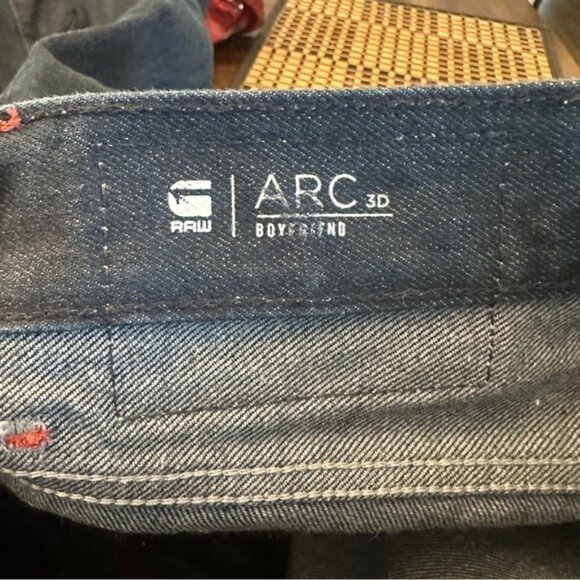 G | ARC 3D
RAW
BOYFRIEND